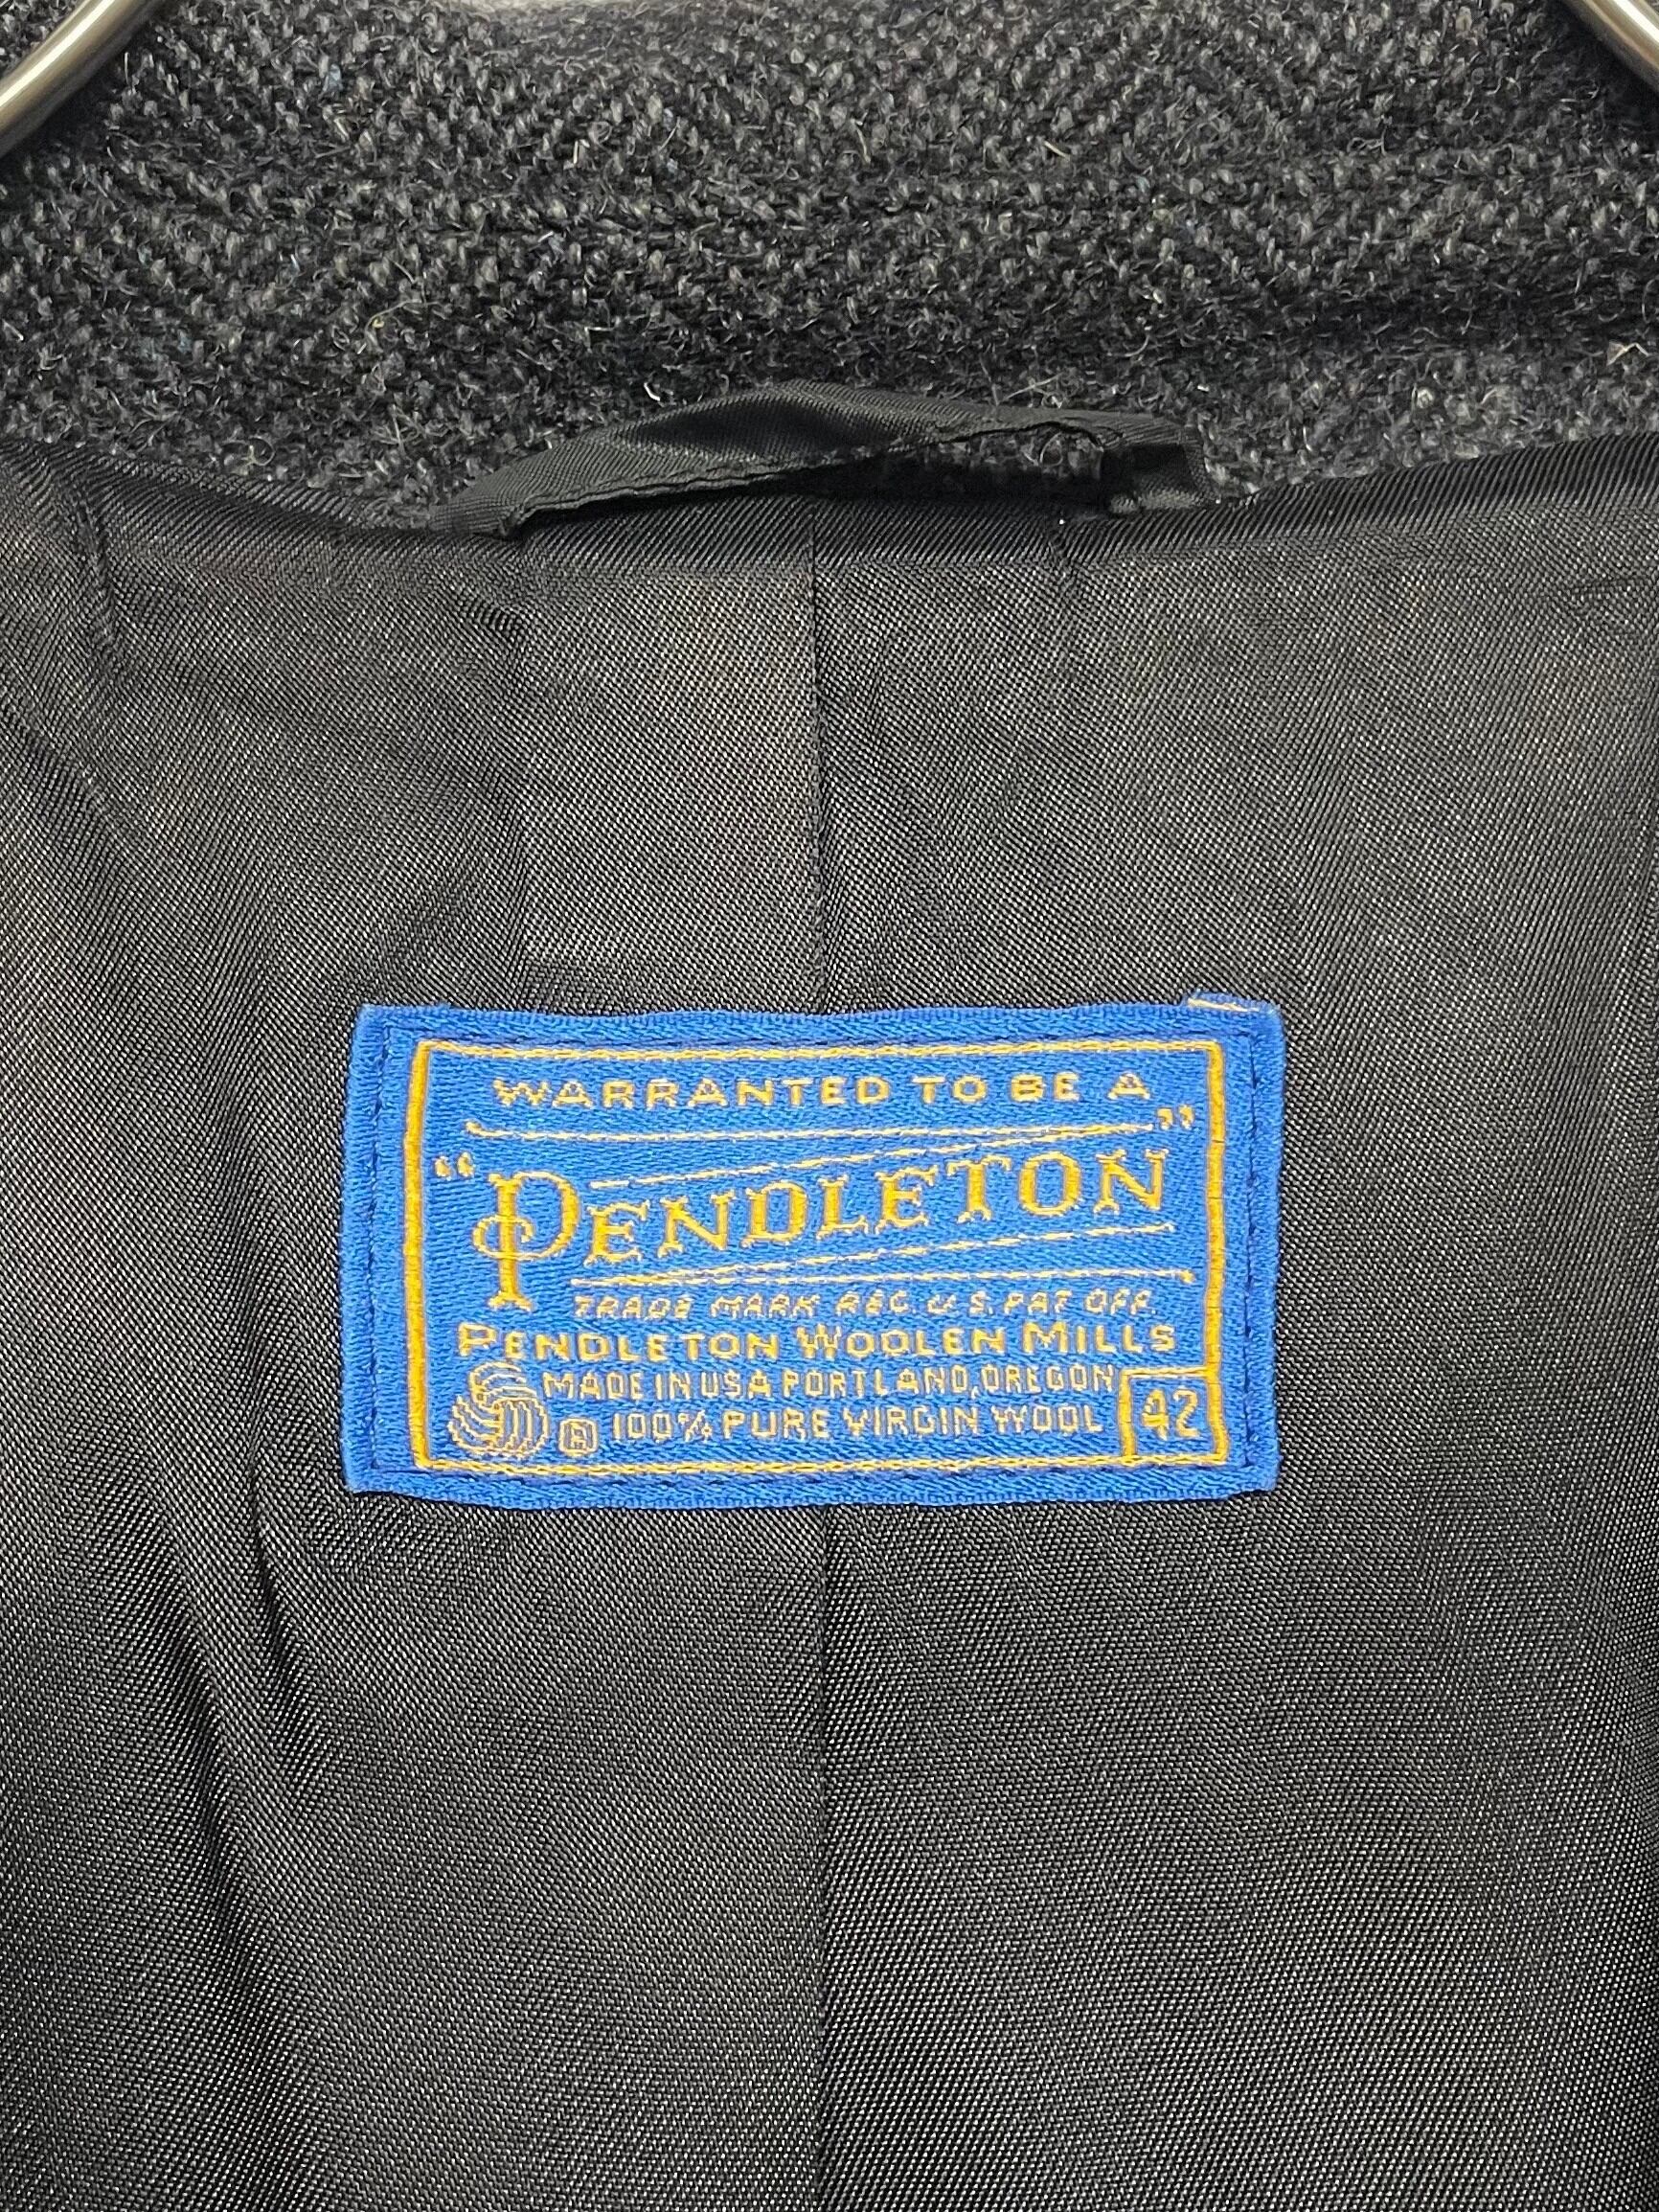 WARRANTED TO BE A
"PENDLETON"
TRADE MARK REG. U.S. PAT OFF.
PENDLETON WOOLEN MILLS
MADE IN USA PORTLAND, OREGON
® 100% PURE VIRGIN WOOL 42